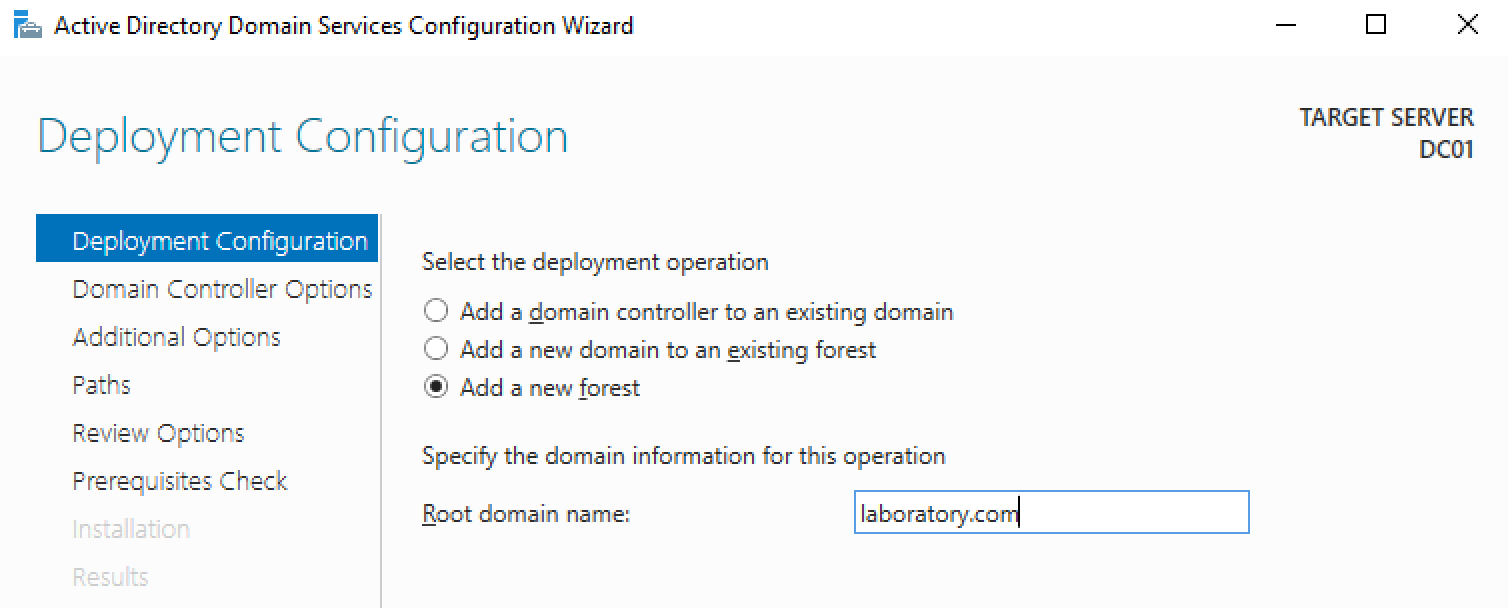 Active Directory Domain Services Configuration Wizard
Deployment Configuration
TARGET SERVER
DC01
Deployment Configuration
Domain Controller Options
Additional Options
Paths
Review Options
Prerequisites Check
Installation
Results
Select the deployment operation
Add a domain controller to an existing domain
Add a new domain to an existing forest
Add a new forest
Specify the domain information for this operation
Root domain name: laboratory.com